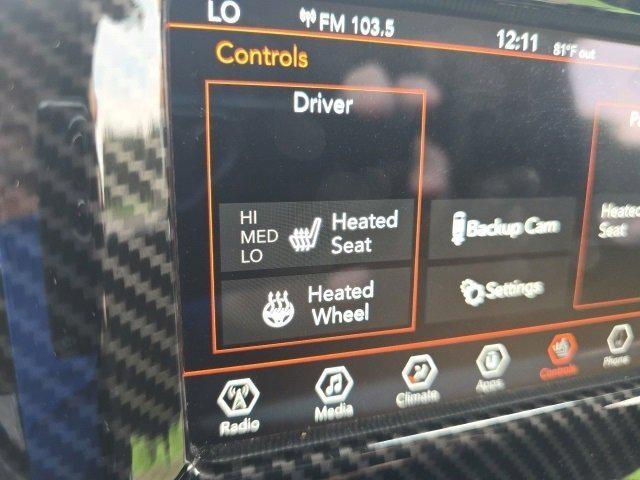 LO FM 103.5 12:11 81°F out
Controls
Driver
HI
MED
LO
Heated
Seat
Backup Cam
Heated
Seat
Heated
Wheel
Settings
Radio Media Climate Apps Controls Phone